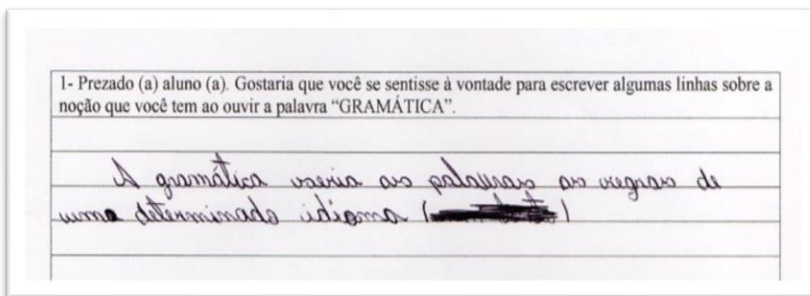 1- Prezado (a) aluno (a). Gostaria que você se sentisse à vontade para escrever algumas linhas sobre a
noção que você tem ao ouvir a palavra “GRAMÁTICA”.
A gramática as palavras as regras de
uma determinado idioma (
)